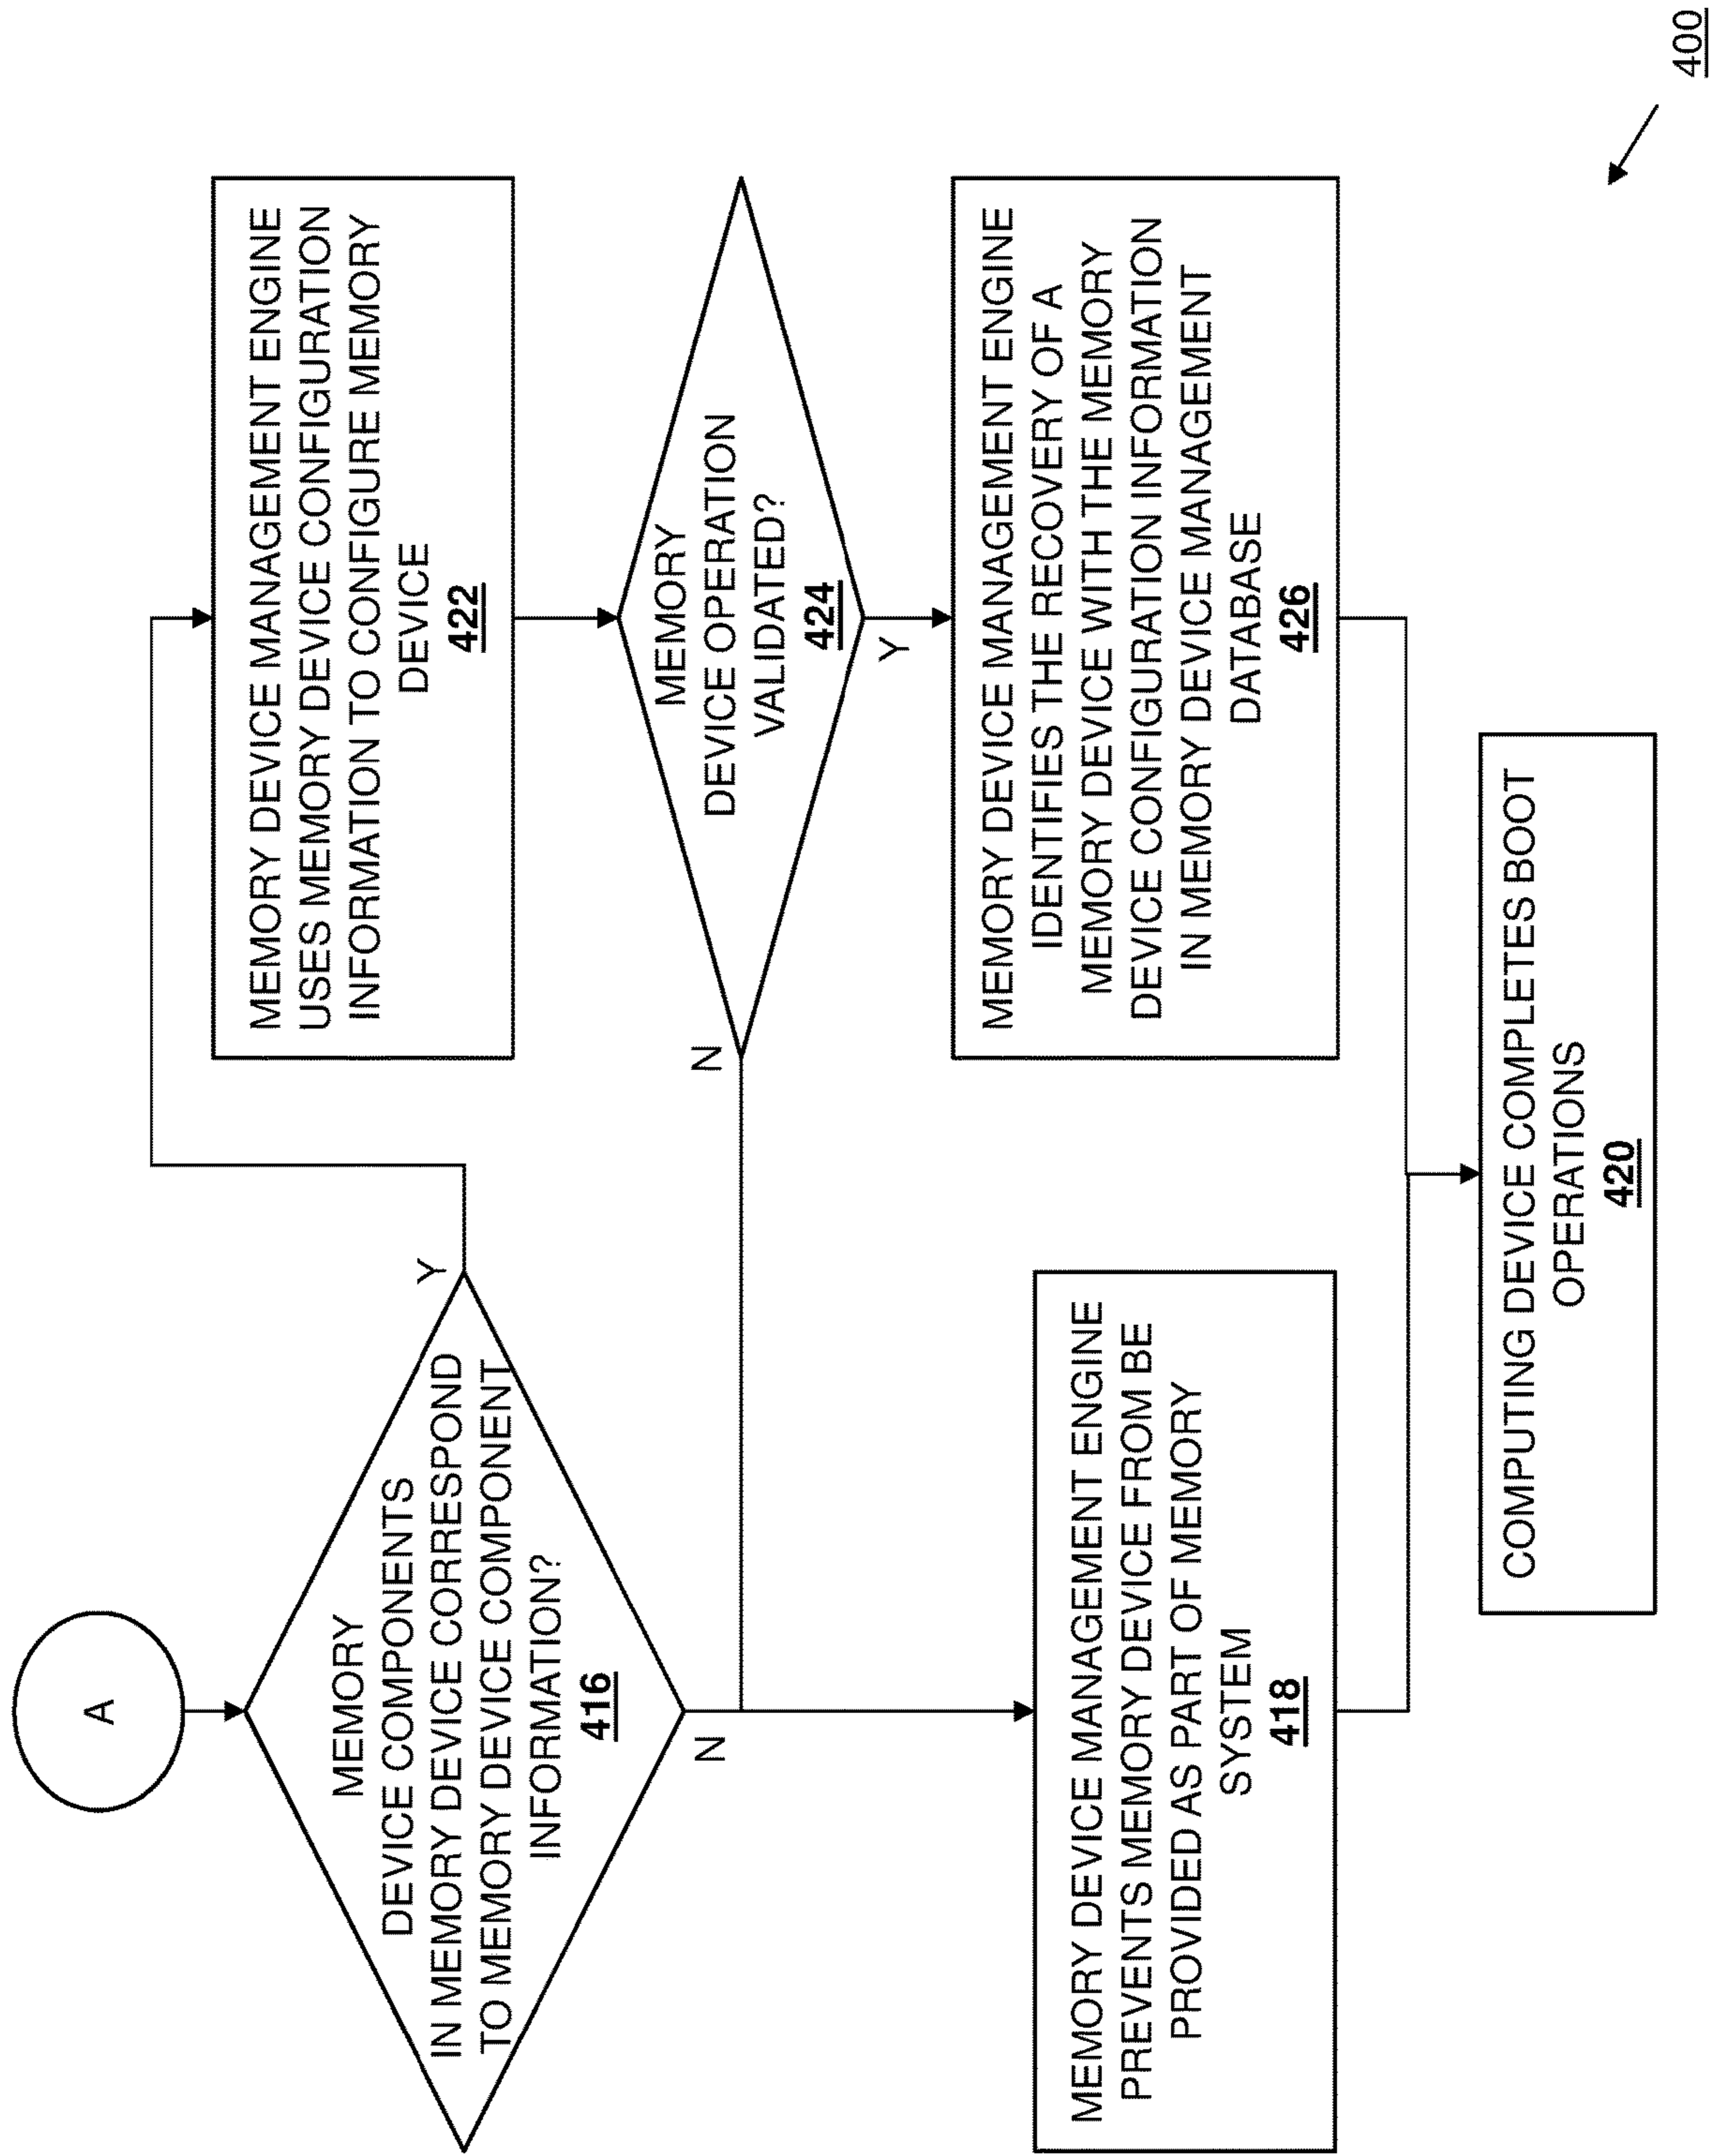 A
MEMORY
DEVICE COMPONENTS
IN MEMORY DEVICE CORRESPOND
TO MEMORY DEVICE COMPONENT
INFORMATION?
416
Y
N
MEMORY DEVICE MANAGEMENT ENGINE
USES MEMORY DEVICE CONFIGURATION
INFORMATION TO CONFIGURE MEMORY
DEVICE
422
MEMORY
DEVICE OPERATION
VALIDATED?
424
N
Y
MEMORY DEVICE MANAGEMENT ENGINE
PREVENTS MEMORY DEVICE FROM BE
PROVIDED AS PART OF MEMORY
SYSTEM
418
MEMORY DEVICE MANAGEMENT ENGINE
IDENTIFIES THE RECOVERY OF A
MEMORY DEVICE WITH THE MEMORY
DEVICE CONFIGURATION INFORMATION
IN MEMORY DEVICE MANAGEMENT
DATABASE
426
COMPUTING DEVICE COMPLETES BOOT
OPERATIONS
420
400